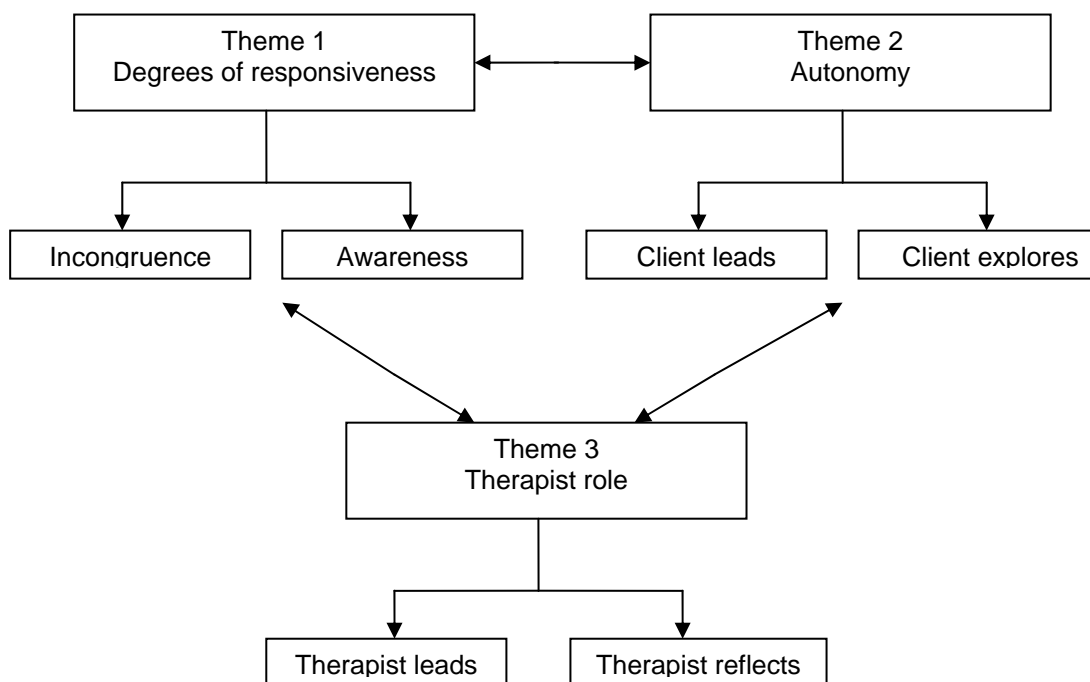 Theme 1
Degrees of responsiveness
Theme 2
Autonomy
Incongruence
Awareness
Client leads
Client explores
Theme 3
Therapist role
Therapist leads
Therapist reflects